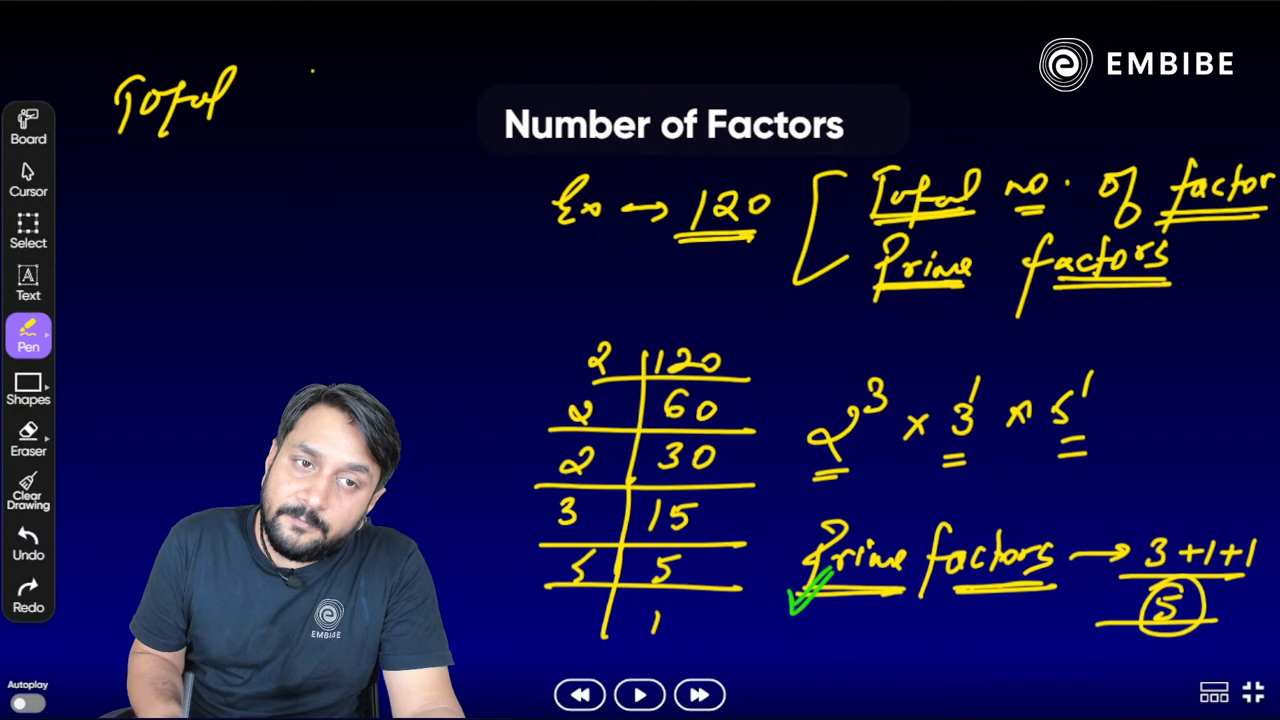 EMBIBE
Total
Number of Factors
Ex → 120
Total no. of factor
Prime factors
2 | 120
2 | 60
2 | 30
3 | 15
5 | 5
1
2³ × 3¹ × 5¹
Prime factors → 3+1+1
5
Board
Cursor
Select
A
Text
Pen
Shapes
Eraser
Clear
Drawing
Undo
Redo
EMBIBE
Autoplay